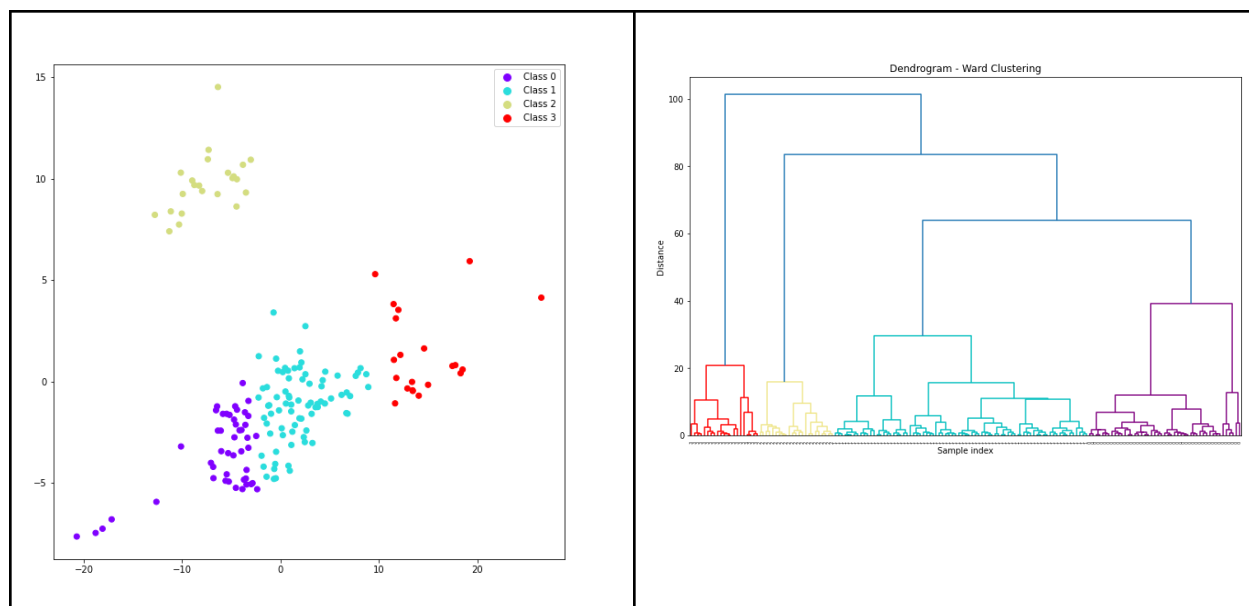 15
10
5
0
−5
−20
−10
0
10
20
Class 0
Class 1
Class 2
Class 3
Dendrogram - Ward Clustering
100
80
60
40
20
0
Distance
Sample index